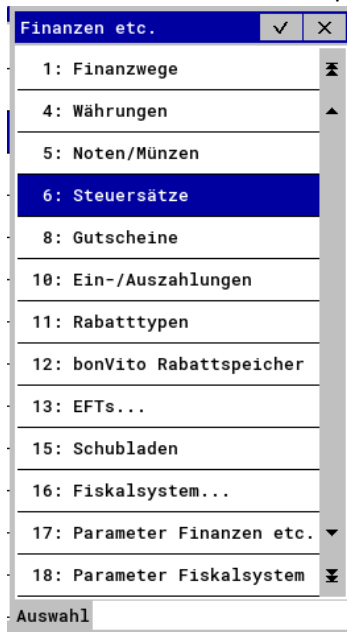 Finanzen etc.
1: Finanzwege
4: Währungen
5: Noten/Münzen
6: Steuersätze
8: Gutscheine
10: Ein-/Auszahlungen
11: Rabatttypen
12: bonVito Rabattspeicher
13: EFTs...
15: Schubladen
16: Fiskalsystem...
17: Parameter Finanzen etc.
18: Parameter Fiskalsystem
Auswahl